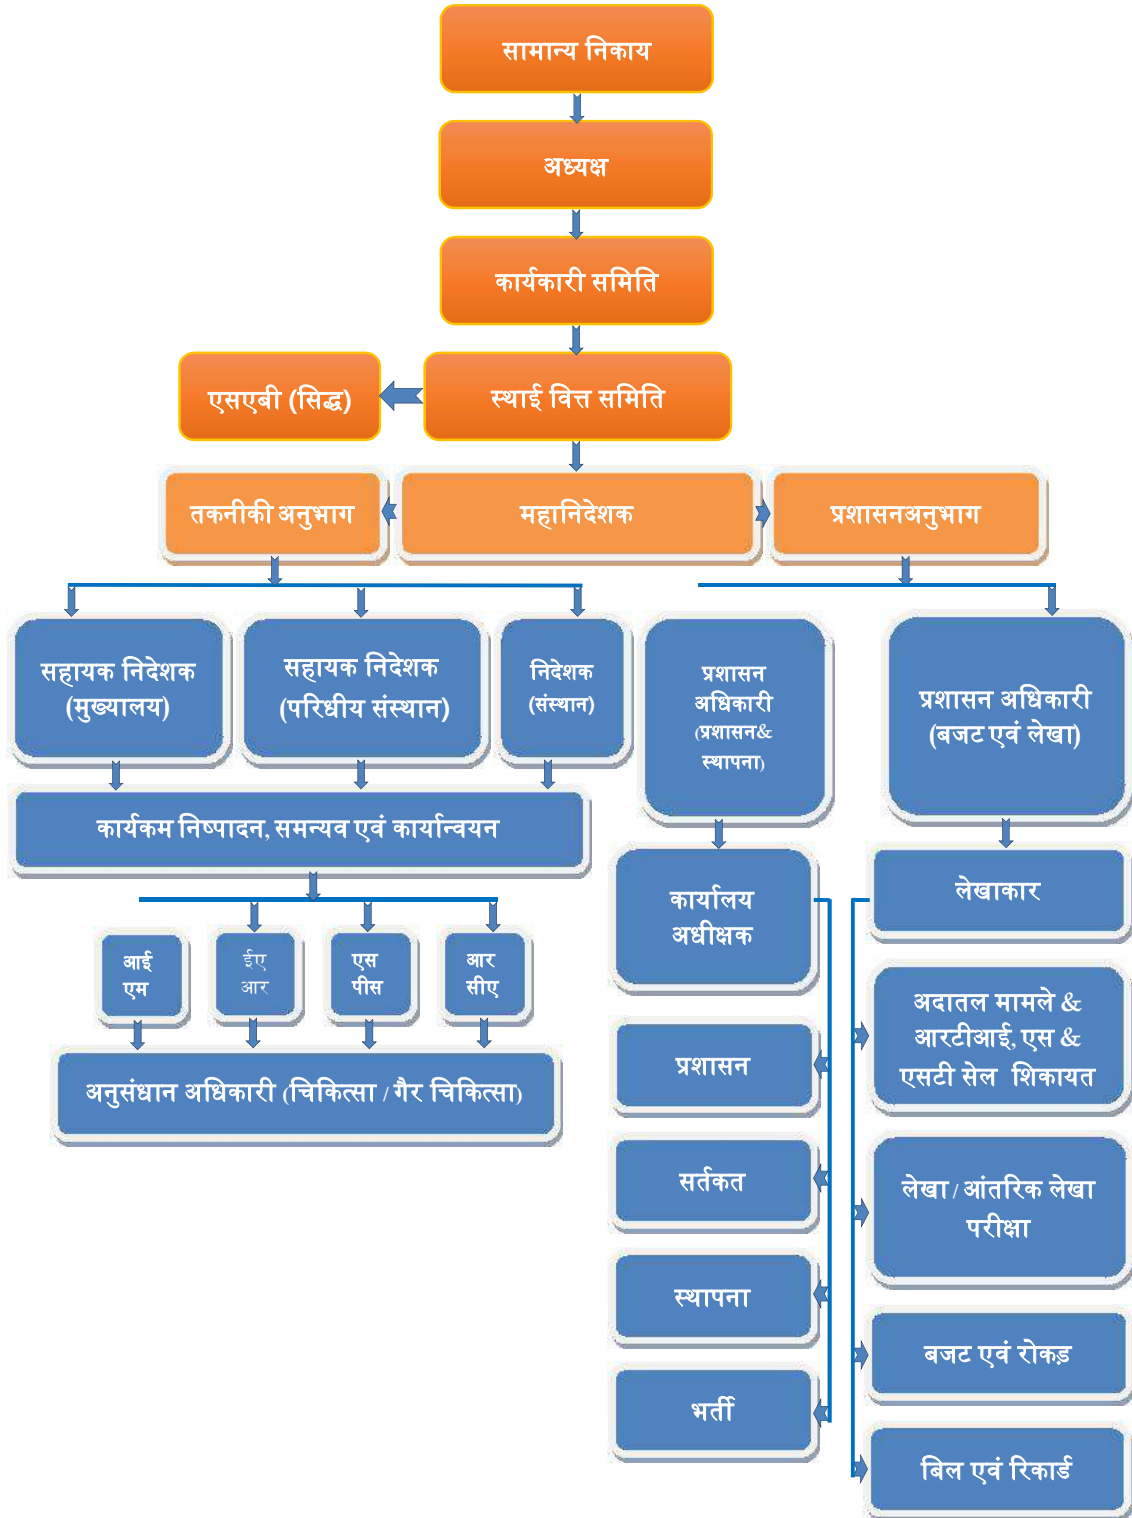 सामान्य निकाय
अध्यक्ष
कार्यकारी समिति
एसएबी (सिद्ध)
स्थाई वित्त समिति
तकनीकी अनुभाग
महानिदेशक
प्रशासनअनुभाग
सहायक निदेशक
(मुख्यालय)
सहायक निदेशक
(परिधीय संस्थान)
निदेशक
(संस्थान)
प्रशासन
अधिकारी
(प्रशासन&
स्थापना)
प्रशासन अधिकारी
(बजट एवं लेखा)
कार्यकम निष्पादन, समन्यव एवं कार्यान्वयन
आई
एम
ईए
आर
एस
पीस
आर
सीए
अनुसंधान अधिकारी (चिकित्सा / गैर चिकित्सा)
कार्यालय
अधीक्षक
प्रशासन
सर्तकत
स्थापना
भर्ती
लेखाकार
अदातल मामले &
आरटीआई, एस &
एसटी सेल शिकायत
लेखा / आंतरिक लेखा
परीक्षा
बजट एवं रोकड़
बिल एवं रिकार्ड